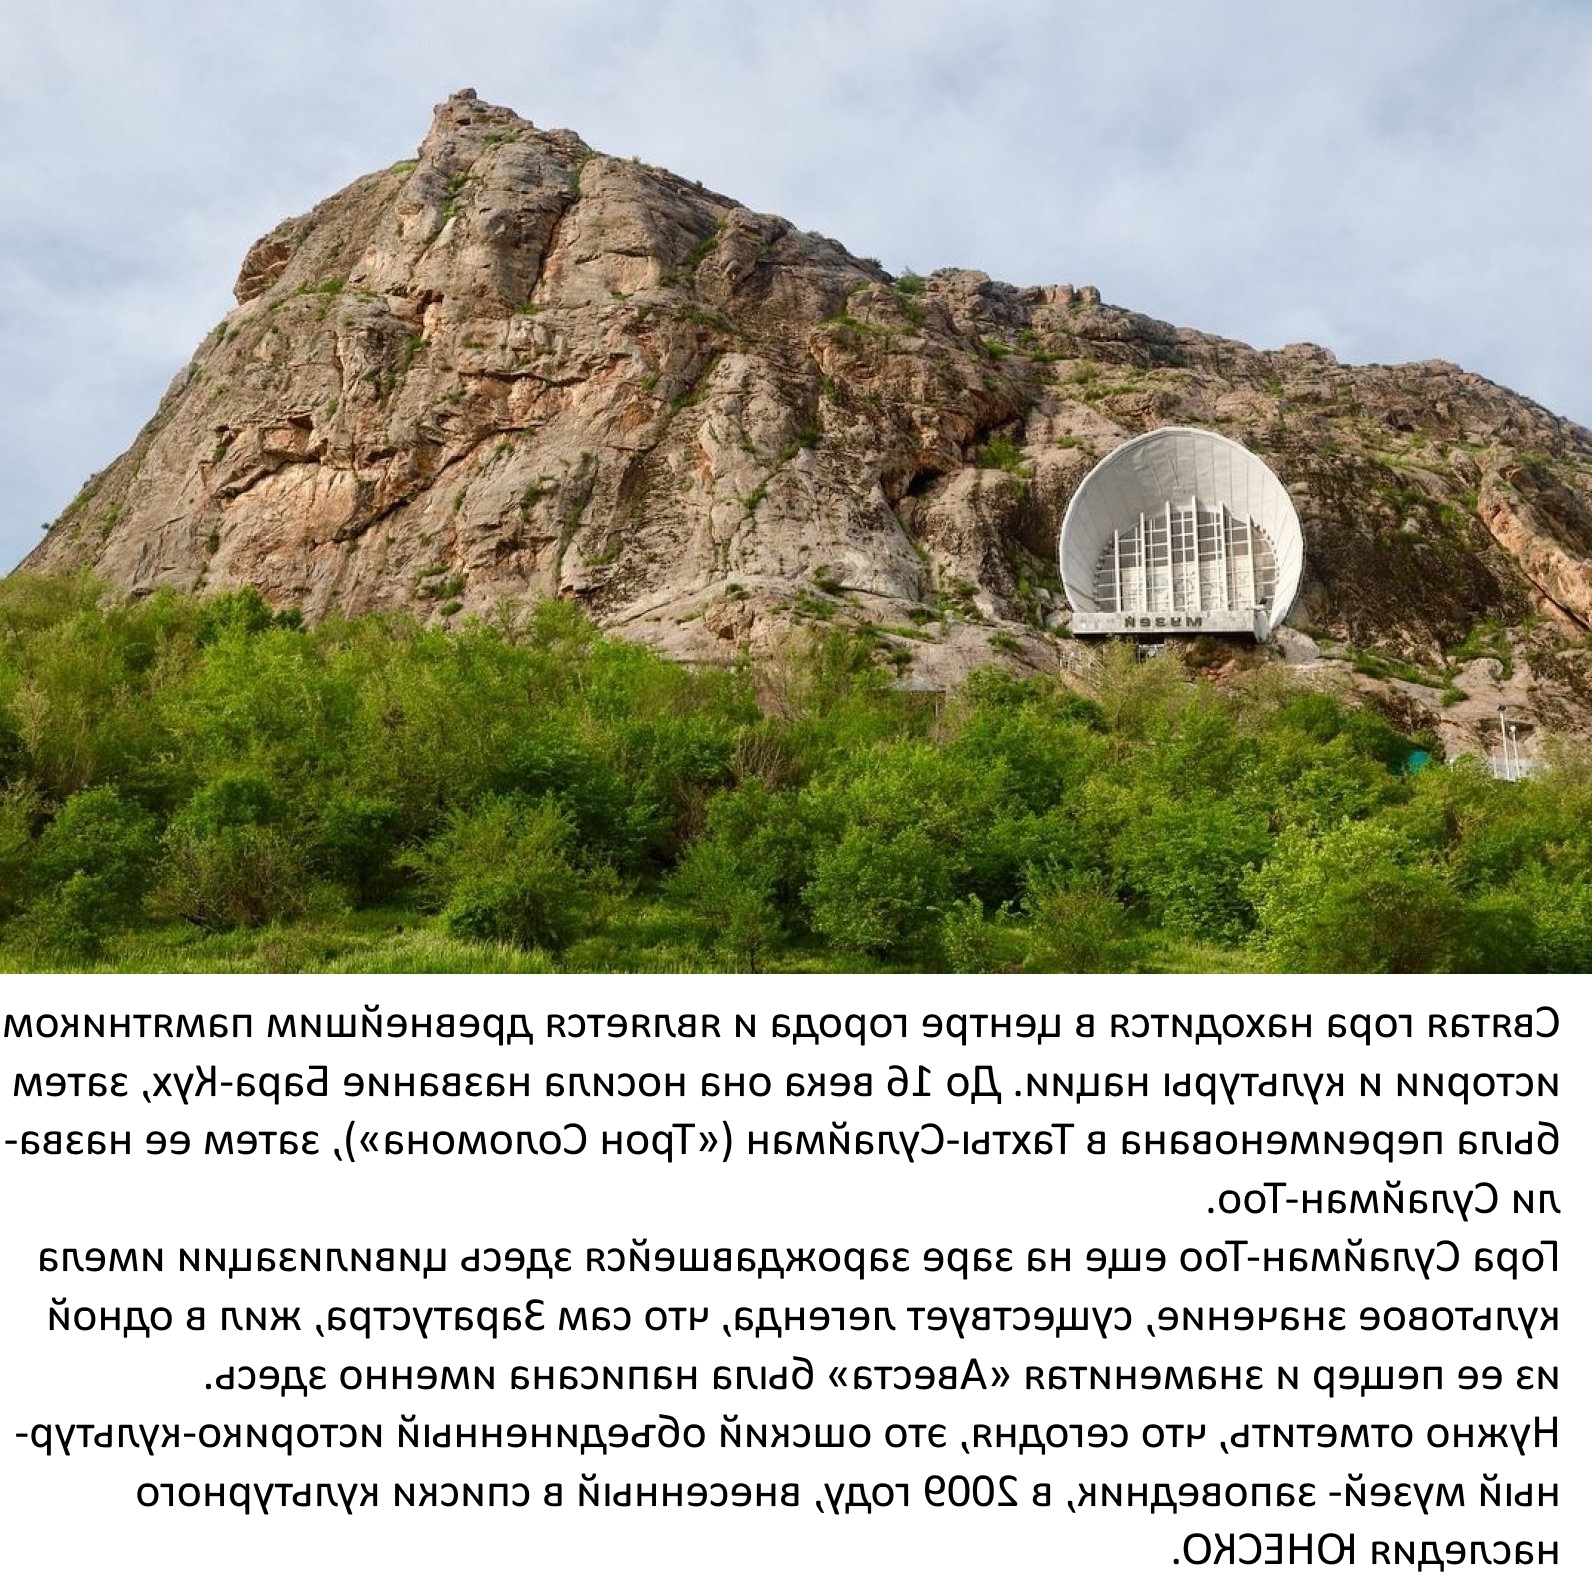 МУЗЕЙ
Святая гора находится в центре города и является древнейшим памятником
истории и культуры нации. До 16 века она носила название Бара-Кух, затем
была переименована в Тахты-Сулайман («Трон Соломона»), затем ее назва-
ли Сулайман-Тоо.
Гора Сулайман-Тоо еще на заре зарождавшейся здесь цивилизации имела
культовое значение, существует легенда, что сам Заратустра, жил в одной
из ее пещер и знаменитая «Авеста» была написана именно здесь.
Нужно отметить, что сегодня, это ошский объединенный историко-культур-
ный музей- заповедник, в 2009 году, внесенный в списки культурного
наследия ЮНЕСКО.